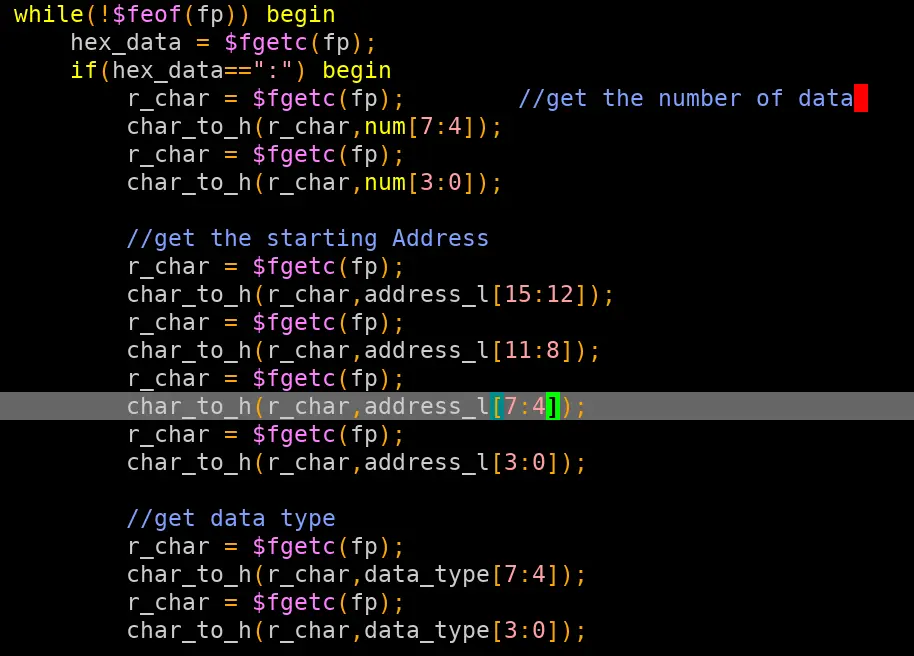 while(!$feof(fp)) begin
    hex_data = $fgetc(fp);
    if(hex_data==":") begin
        r_char = $fgetc(fp);        //get the number of data
        char_to_h(r_char,num[7:4]);
        r_char = $fgetc(fp);
        char_to_h(r_char,num[3:0]);

        //get the starting Address
        r_char = $fgetc(fp);
        char_to_h(r_char,address_l[15:12]);
        r_char = $fgetc(fp);
        char_to_h(r_char,address_l[11:8]);
        r_char = $fgetc(fp);
        char_to_h(r_char,address_l[7:4]);
        r_char = $fgetc(fp);
        char_to_h(r_char,address_l[3:0]);

        //get data type
        r_char = $fgetc(fp);
        char_to_h(r_char,data_type[7:4]);
        r_char = $fgetc(fp);
        char_to_h(r_char,data_type[3:0]);